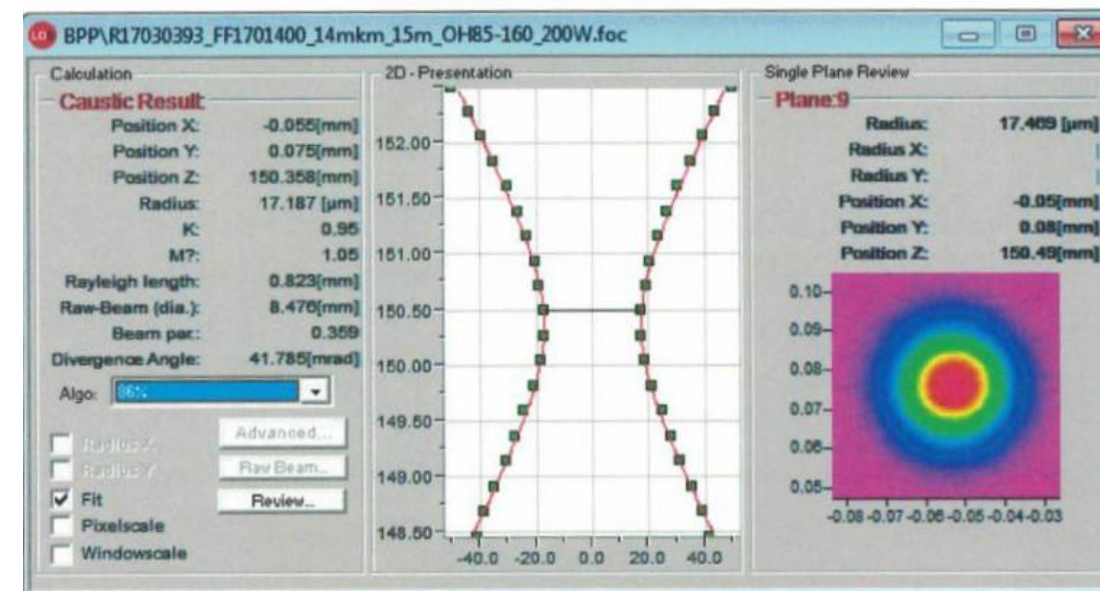 LDS BPP\R17030393_FF1701400_14mkm_15m_OH85-160_200W.foc
Calculation
Caustic Result:
Position X: -0.055[mm]
Position Y: 0.075[mm]
Position Z: 150.358[mm]
Radius: 17.187 [µm]
K: 0.95
M?: 1.05
Rayleigh length: 0.823[mm]
Raw-Beam (dia.): 8.476[mm]
Beam par.: 0.359
Divergence Angle: 41.785[mrad]
Algo: 86%
Radius X
Radius Y
Fit
Pixelscale
Windowscale
Advanced...
Raw Beam...
Review...
2D - Presentation
152.00
151.50
151.00
150.50
150.00
149.50
149.00
148.50
-40.0 -20.0 0.0 20.0 40.0
Single Plane Review
Plane:9
Radius: 17.469 [µm]
Radius X: [
Radius Y: [
Position X: -0.05[mm]
Position Y: 0.08[mm]
Position Z: 150.49[mm]
0.10
0.09
0.08
0.07
0.06
0.05
-0.08 -0.07 -0.06 -0.05 -0.04 -0.03